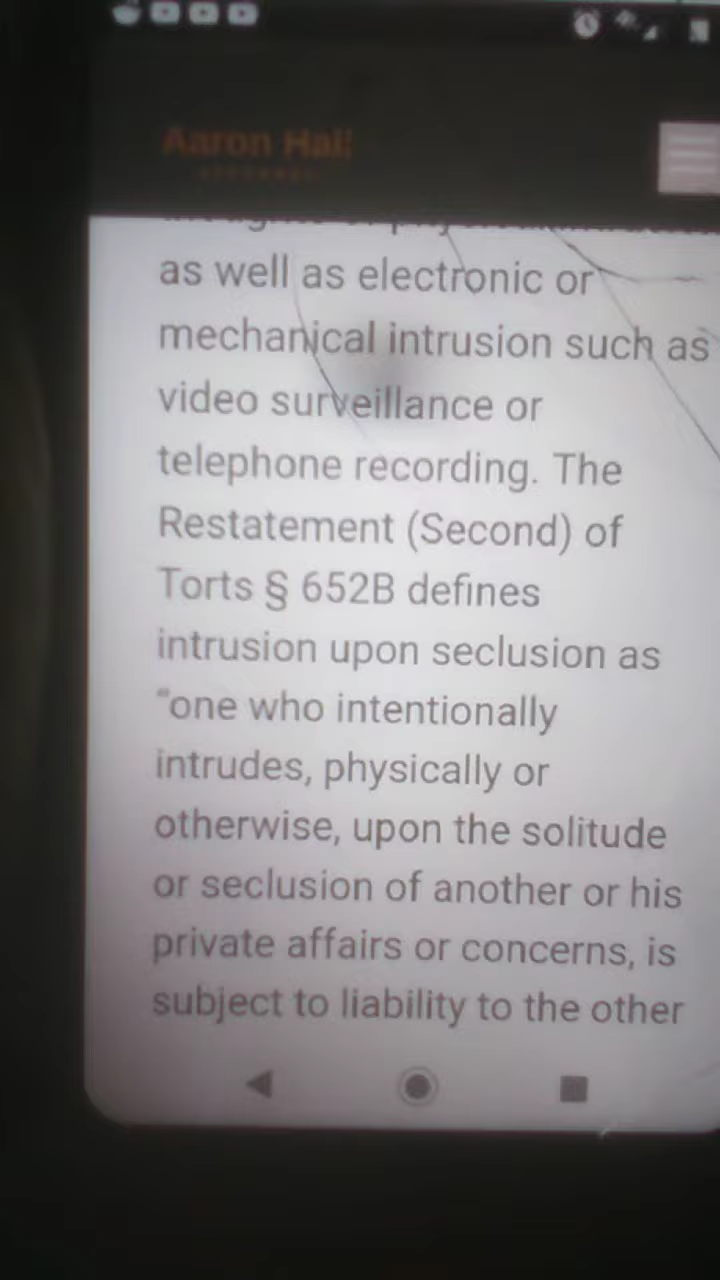 Aaron Hall
as well as electronic or
mechanical intrusion such as
video surveillance or
telephone recording. The
Restatement (Second) of
Torts § 652B defines
intrusion upon seclusion as
“one who intentionally
intrudes, physically or
otherwise, upon the solitude
or seclusion of another or his
private affairs or concerns, is
subject to liability to the other